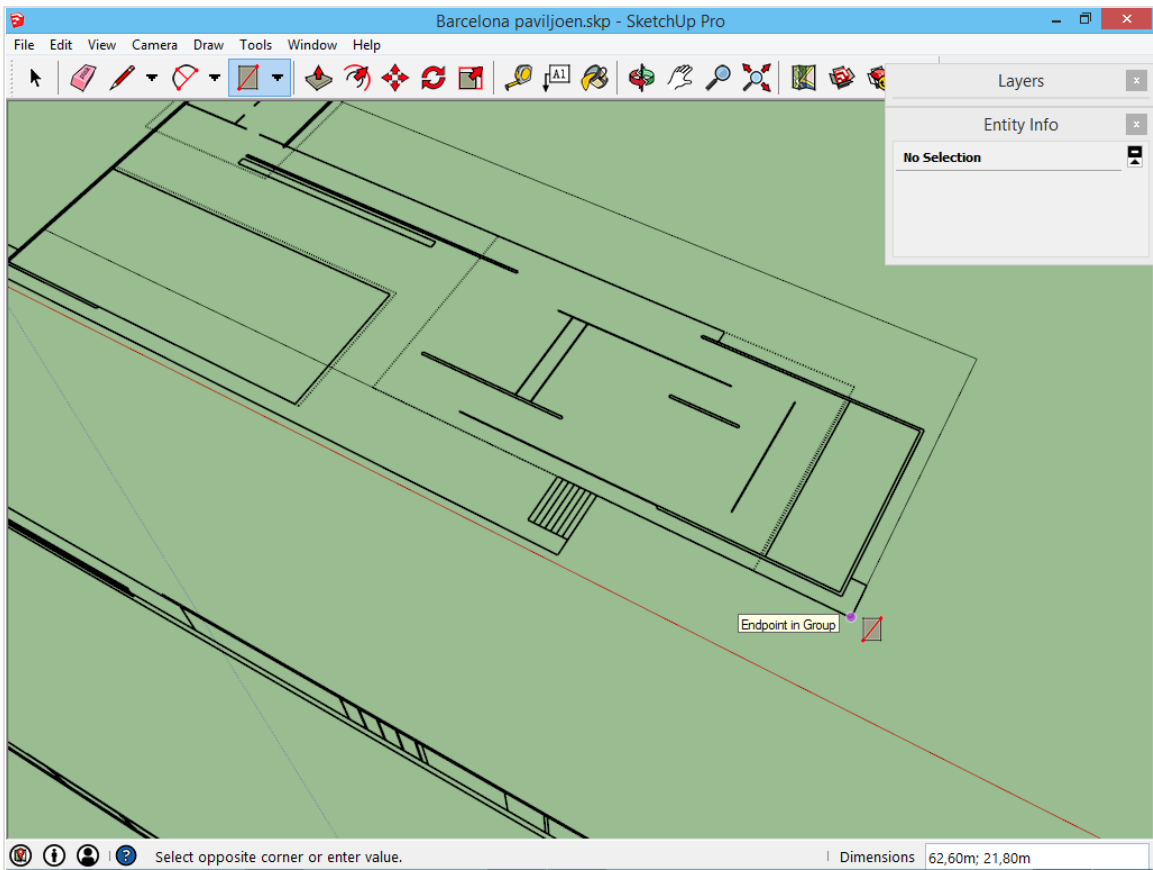 Barcelona paviljoen.skp - SketchUp Pro
File Edit View Camera Draw Tools Window Help
A1
Layers
Entity Info
No Selection
Endpoint in Group
Select opposite corner or enter value.
Dimensions 62,60m; 21,80m